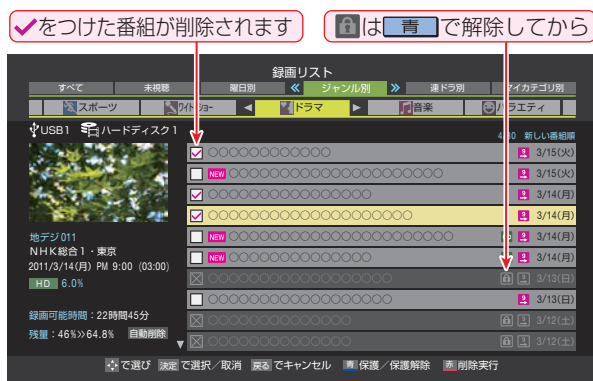 ✓をつけた番組が削除されます
🔒は 青 で解除してから
録画リスト
すべて 未視聴 曜日別 《 ジャンル別 》 連ドラ別 マイカテゴリ別
スポーツ ワイドショー ◀ ドラマ ▶ 音楽 バラエティ
USB1 ハードディスク1
新しい番組順
○○○○○○○○○○○○ 3/15(火)
NEW ○○○○○○○○○○○○○○○○○○○○○○ 3/15(火)
○○○○○○○○○○○○○○○○ 3/14(月)
○○○○○○○○○○○○○○○○○○○○ 3/14(月)
NEW ○○○○○○○○○○○○○○○○○○○○○○○ 3/14(月)
NEW ○○○○○○○○○○○○○○○○ 3/14(月)
○○○○○○○○○○○○○○○○○○ 3/13(日)
○○○○○○○○○○○○○○○○○○ 3/13(日)
○○○○○○○○○○○○○○○○○○ 3/12(土)
○○○○○○○○○○○○○○○○○○ 3/12(土)
地デジ011
NHK総合1・東京
2011/3/14(月) PM 9:00 (03:00)
HD 6.0%
録画可能時間:22時間45分
残量:46%≫64.8% 自動削除
で選び 決定 で選択/取消 戻る でキャンセル 青 保護/保護解除 赤 削除実行